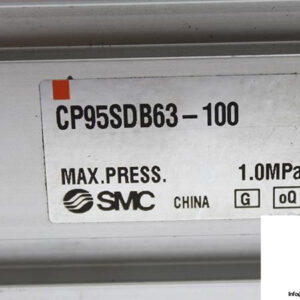 CP95SDB63-100
MAX.PRESS. 1.0MPa
SMC CHINA G oQ